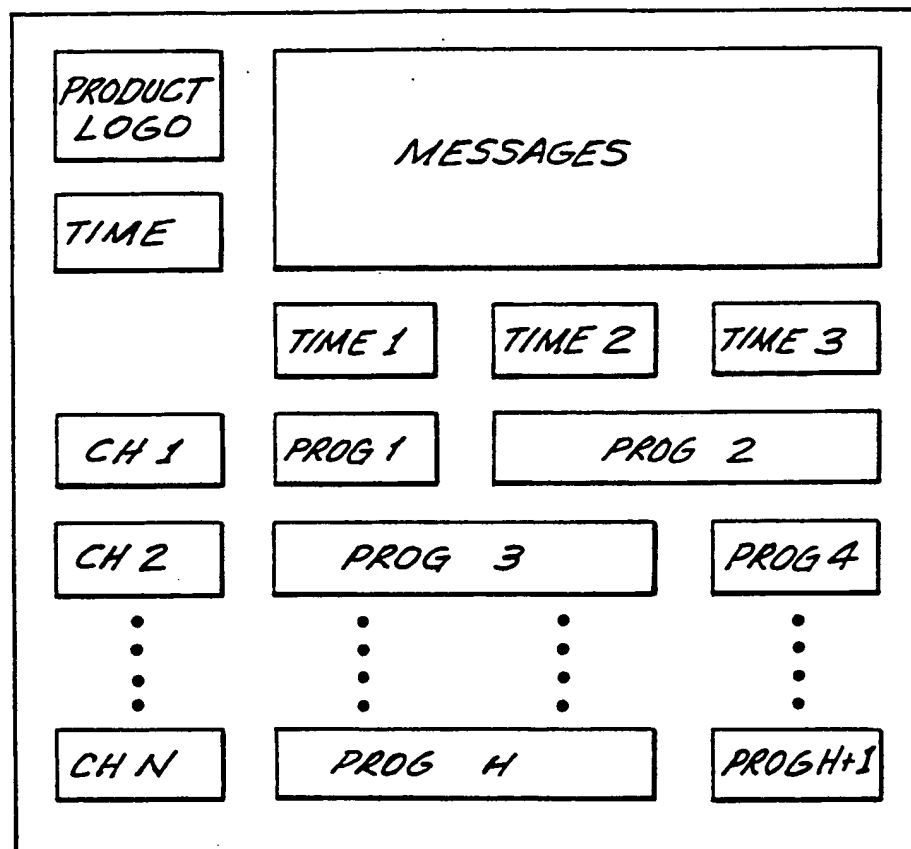 PRODUCT
LOGO
MESSAGES
TIME
TIME 1
TIME 2
TIME 3
CH 1
PROG 1
PROG 2
CH 2
PROG 3
PROG 4
CH N
PROG H
PROG H+1